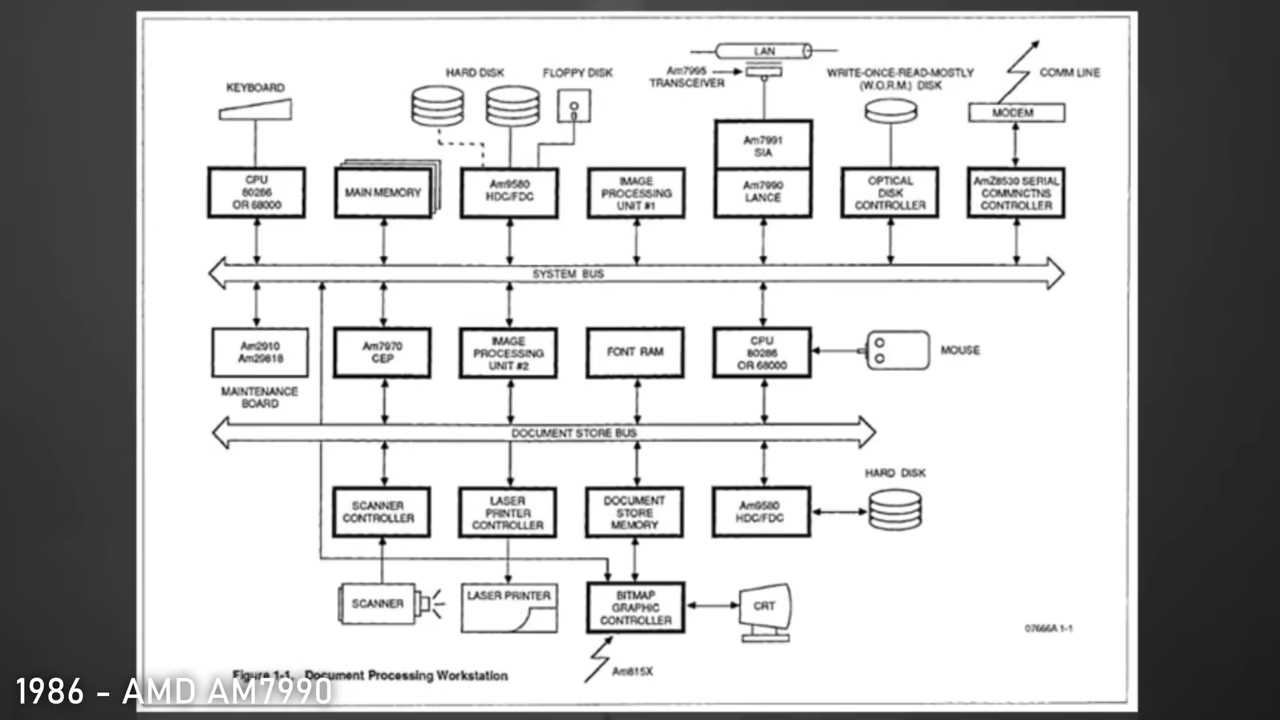 LAN
Am7995
TRANSCEIVER
HARD DISK
FLOPPY DISK
WRITE-ONCE-READ-MOSTLY
(W.O.R.M.) DISK
COMM LINE
KEYBOARD
MODEM
Am7991
SIA
CPU
80286
OR 68000
MAIN MEMORY
Am9580
HDC/FDC
IMAGE
PROCESSING
UNIT #1
Am7990
LANCE
OPTICAL
DISK
CONTROLLER
AmZ8530 SERIAL
COMMNCTNS
CONTROLLER
SYSTEM BUS
Am2910
Am29818
MAINTENANCE
BOARD
Am7970
CEP
IMAGE
PROCESSING
UNIT #2
FONT RAM
CPU
80286
OR 68000
MOUSE
DOCUMENT STORE BUS
SCANNER
CONTROLLER
LASER
PRINTER
CONTROLLER
DOCUMENT
STORE
MEMORY
Am9580
HDC/FDC
HARD DISK
SCANNER
LASER PRINTER
BITMAP
GRAPHIC
CONTROLLER
CRT
07666A 1-1
Am815X
Figure 1-1. Document Processing Workstation
1986 - AMD AM7990